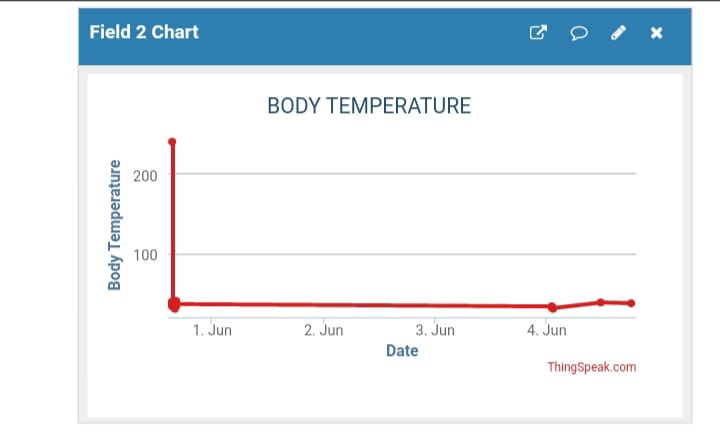 Field 2 Chart
BODY TEMPERATURE
Body Temperature
200
100
1. Jun 2. Jun 3. Jun 4. Jun
Date
ThingSpeak.com